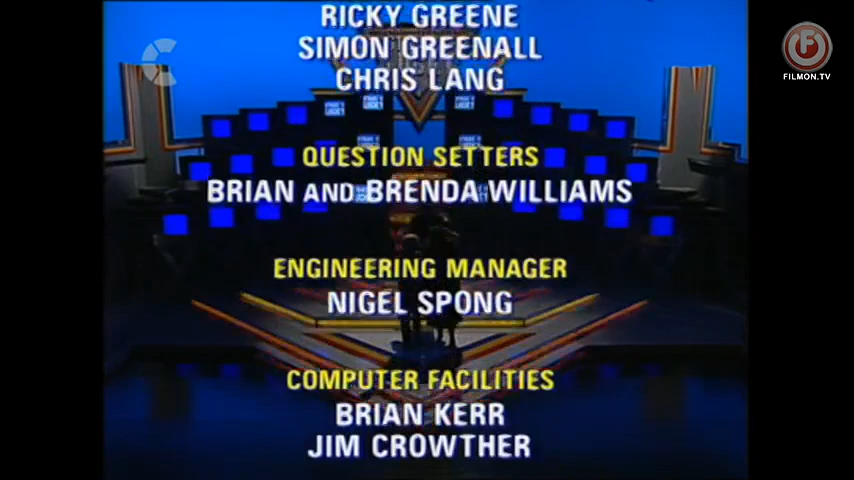 RICKY GREENE
SIMON GREENALL
CHRIS LANG
FILMON.TV
QUESTION SETTERS
BRIAN AND BRENDA WILLIAMS
ENGINEERING MANAGER
NIGEL SPONG
COMPUTER FACILITIES
BRIAN KERR
JIM CROWTHER